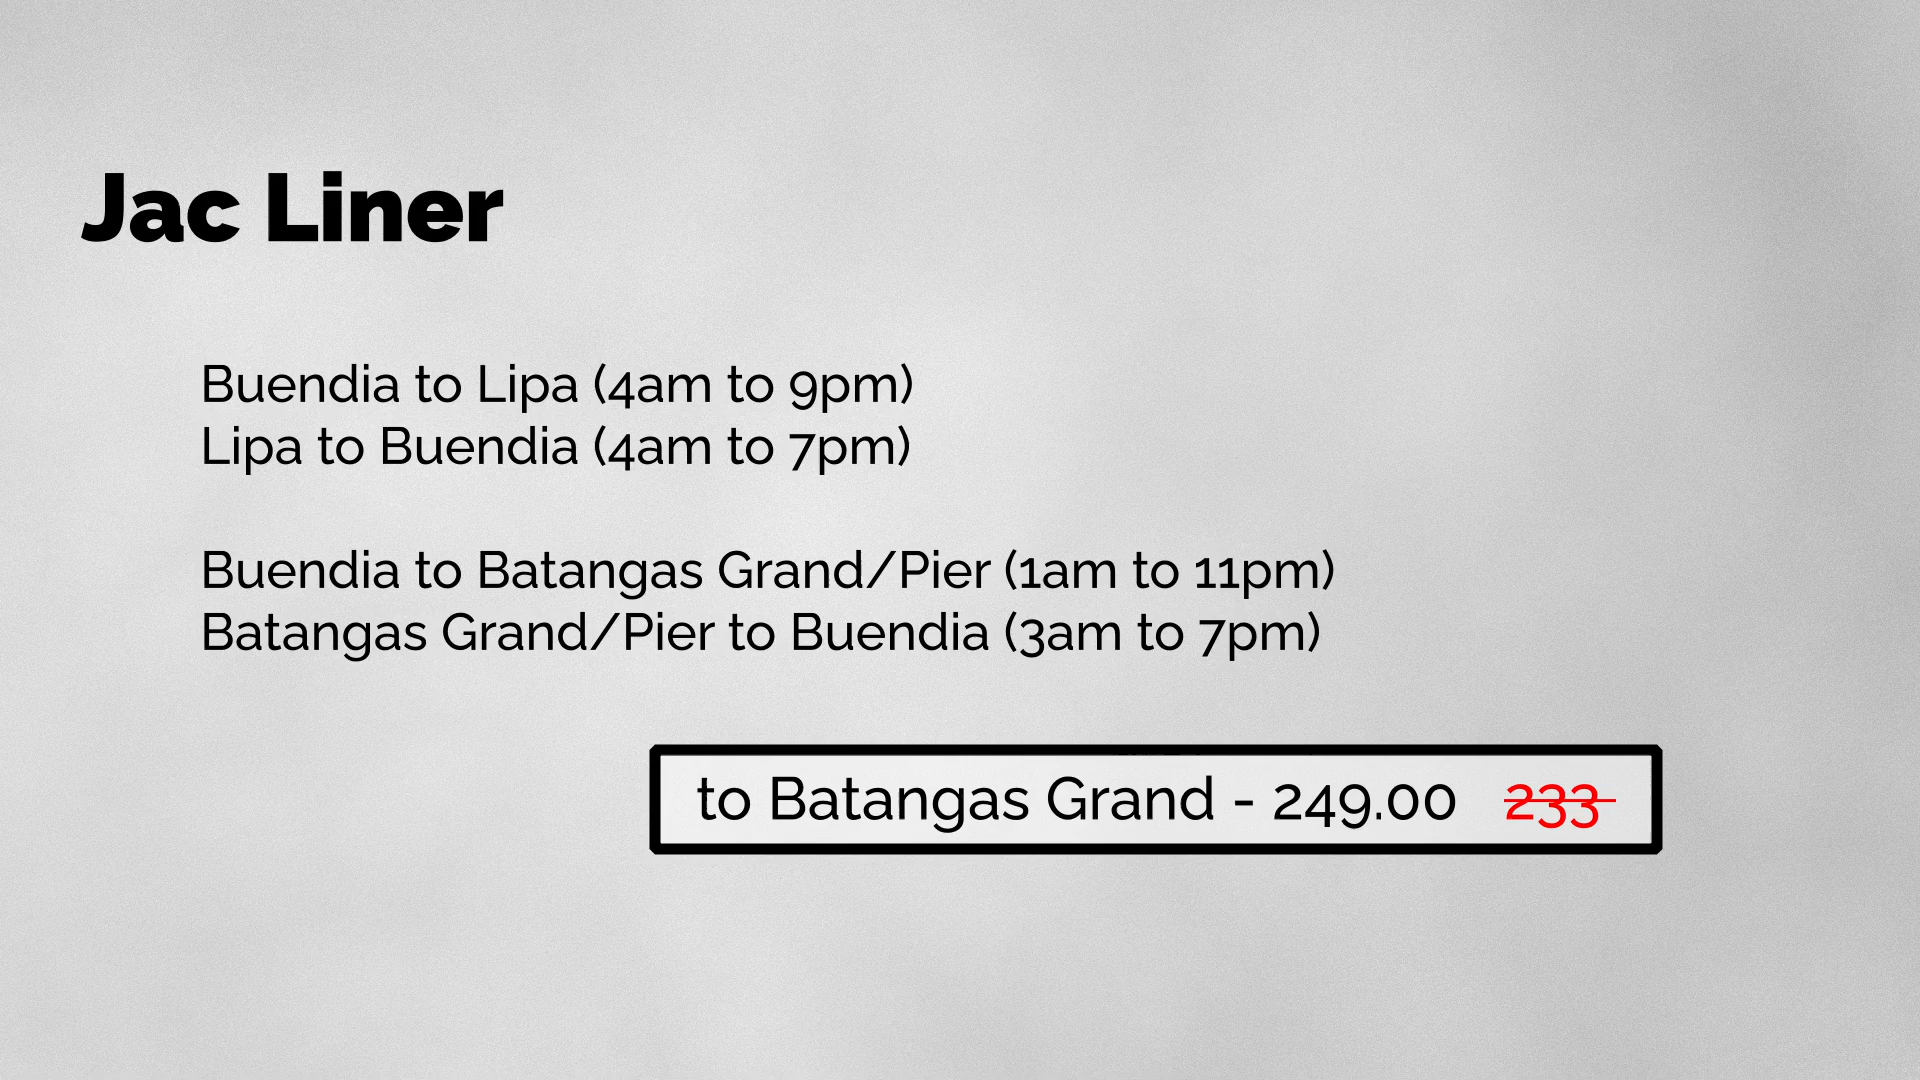 Jac Liner
Buendia to Lipa (4am to 9pm)
Lipa to Buendia (4am to 7pm)
Buendia to Batangas Grand/Pier (1am to 11pm)
Batangas Grand/Pier to Buendia (3am to 7pm)
to Batangas Grand - 249.00 233